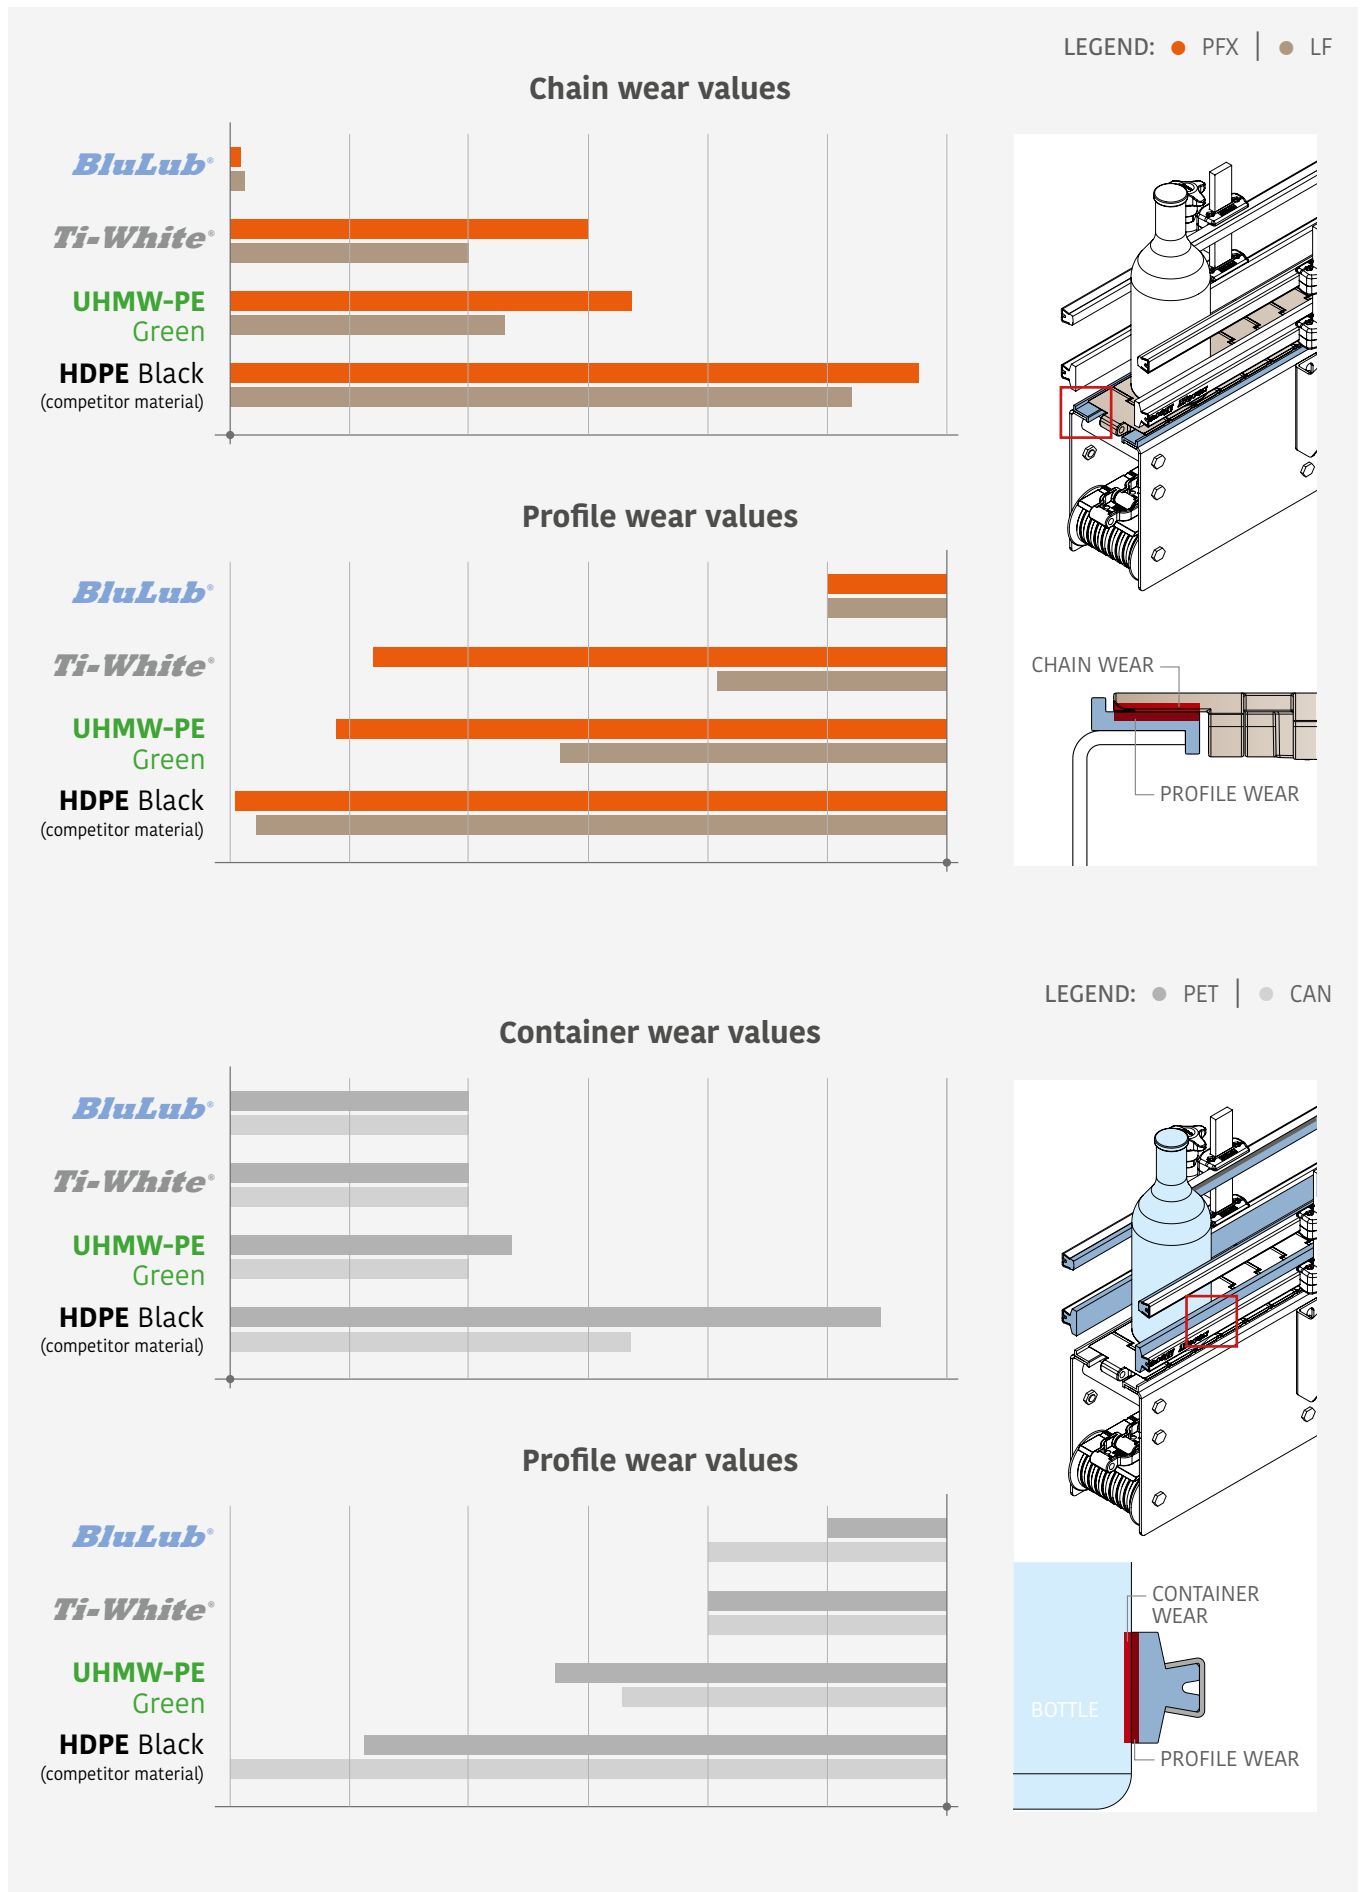 LEGEND: ● PFX | ● LF
Chain wear values
BluLub®
Ti-White®
UHMW-PE
Green
HDPE Black
(competitor material)
Profile wear values
BluLub®
Ti-White®
UHMW-PE
Green
HDPE Black
(competitor material)
CHAIN WEAR
PROFILE WEAR
LEGEND: ● PET | ● CAN
Container wear values
BluLub®
Ti-White®
UHMW-PE
Green
HDPE Black
(competitor material)
Profile wear values
BluLub®
Ti-White®
UHMW-PE
Green
HDPE Black
(competitor material)
CONTAINER
WEAR
BOTTLE
PROFILE WEAR